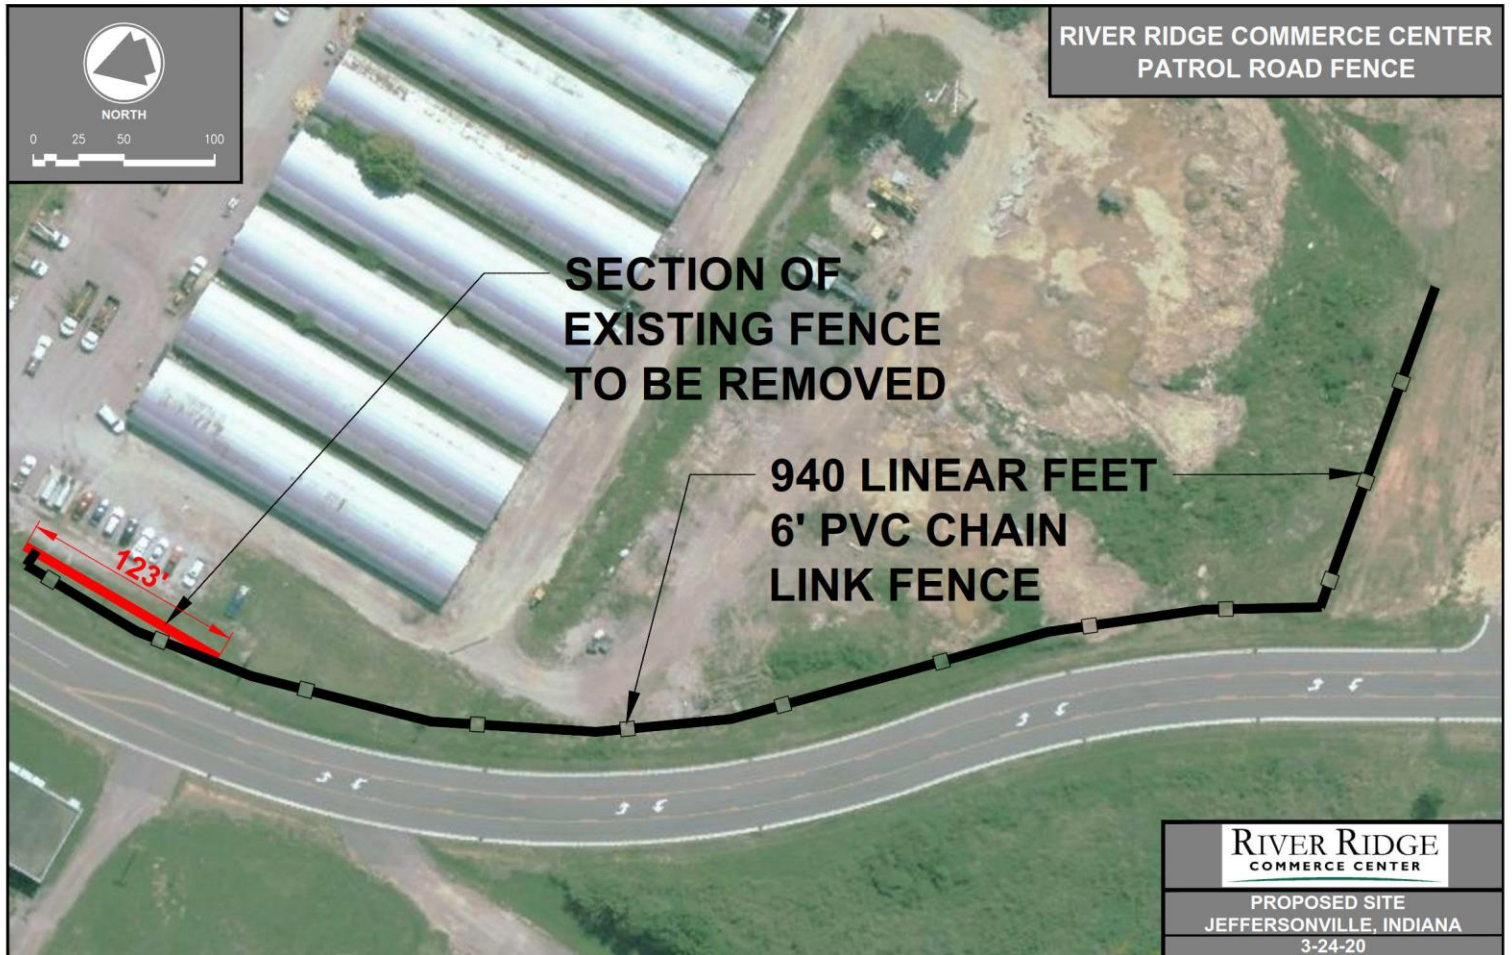 NORTH
0 25 50 100
RIVER RIDGE COMMERCE CENTER
PATROL ROAD FENCE
SECTION OF
EXISTING FENCE
TO BE REMOVED
940 LINEAR FEET
6' PVC CHAIN
LINK FENCE
123'
RIVER RIDGE
COMMERCE CENTER
PROPOSED SITE
JEFFERSONVILLE, INDIANA
3-24-20